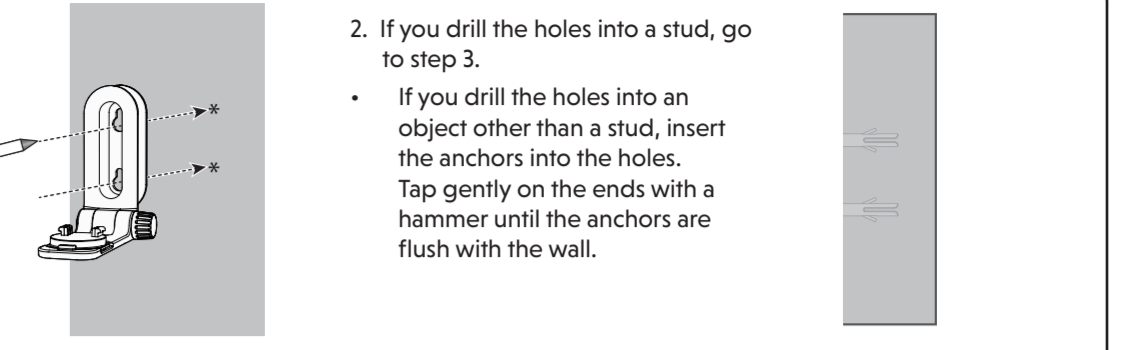 *
*
2. If you drill the holes into a stud, go
to step 3.
• If you drill the holes into an
object other than a stud, insert
the anchors into the holes.
Tap gently on the ends with a
hammer until the anchors are
flush with the wall.